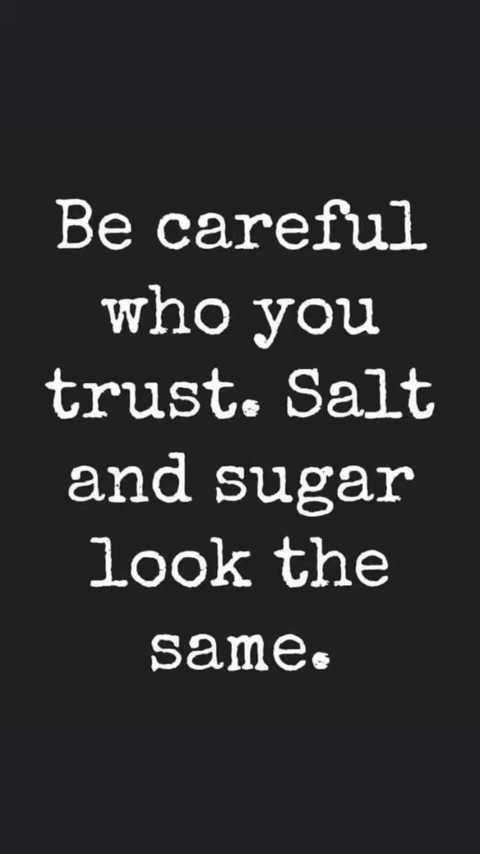 Be careful
who you
trust. Salt
and sugar
look the
same.